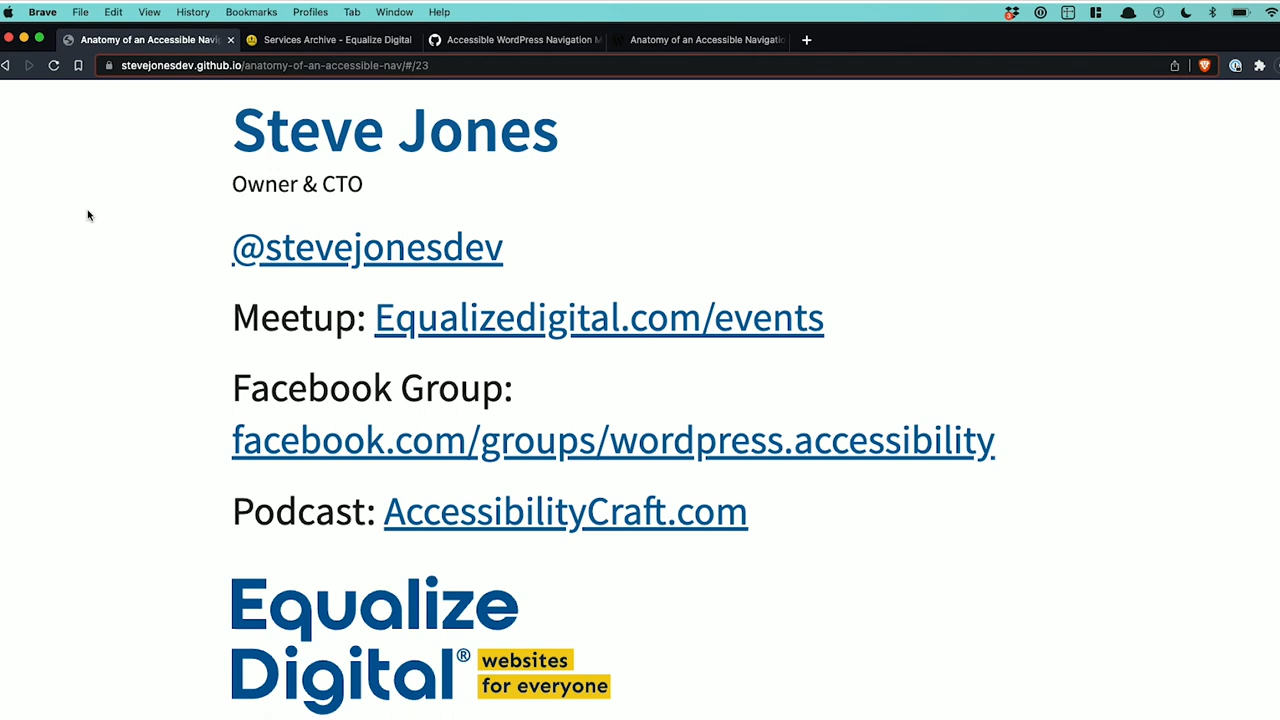 Brave File Edit View History Bookmarks Profiles Tab Window Help
Anatomy of an Accessible Navi Services Archive - Equalize Digital Accessible WordPress Navigation M Anatomy of an Accessible Navigatio
stevejonesdev.github.io/anatomy-of-an-accessible-nav/#/23
Steve Jones
Owner & CTO
@stevejonesdev
Meetup: Equalizedigital.com/events
Facebook Group:
facebook.com/groups/wordpress.accessibility
Podcast: AccessibilityCraft.com
Equalize
Digital® websites
for everyone